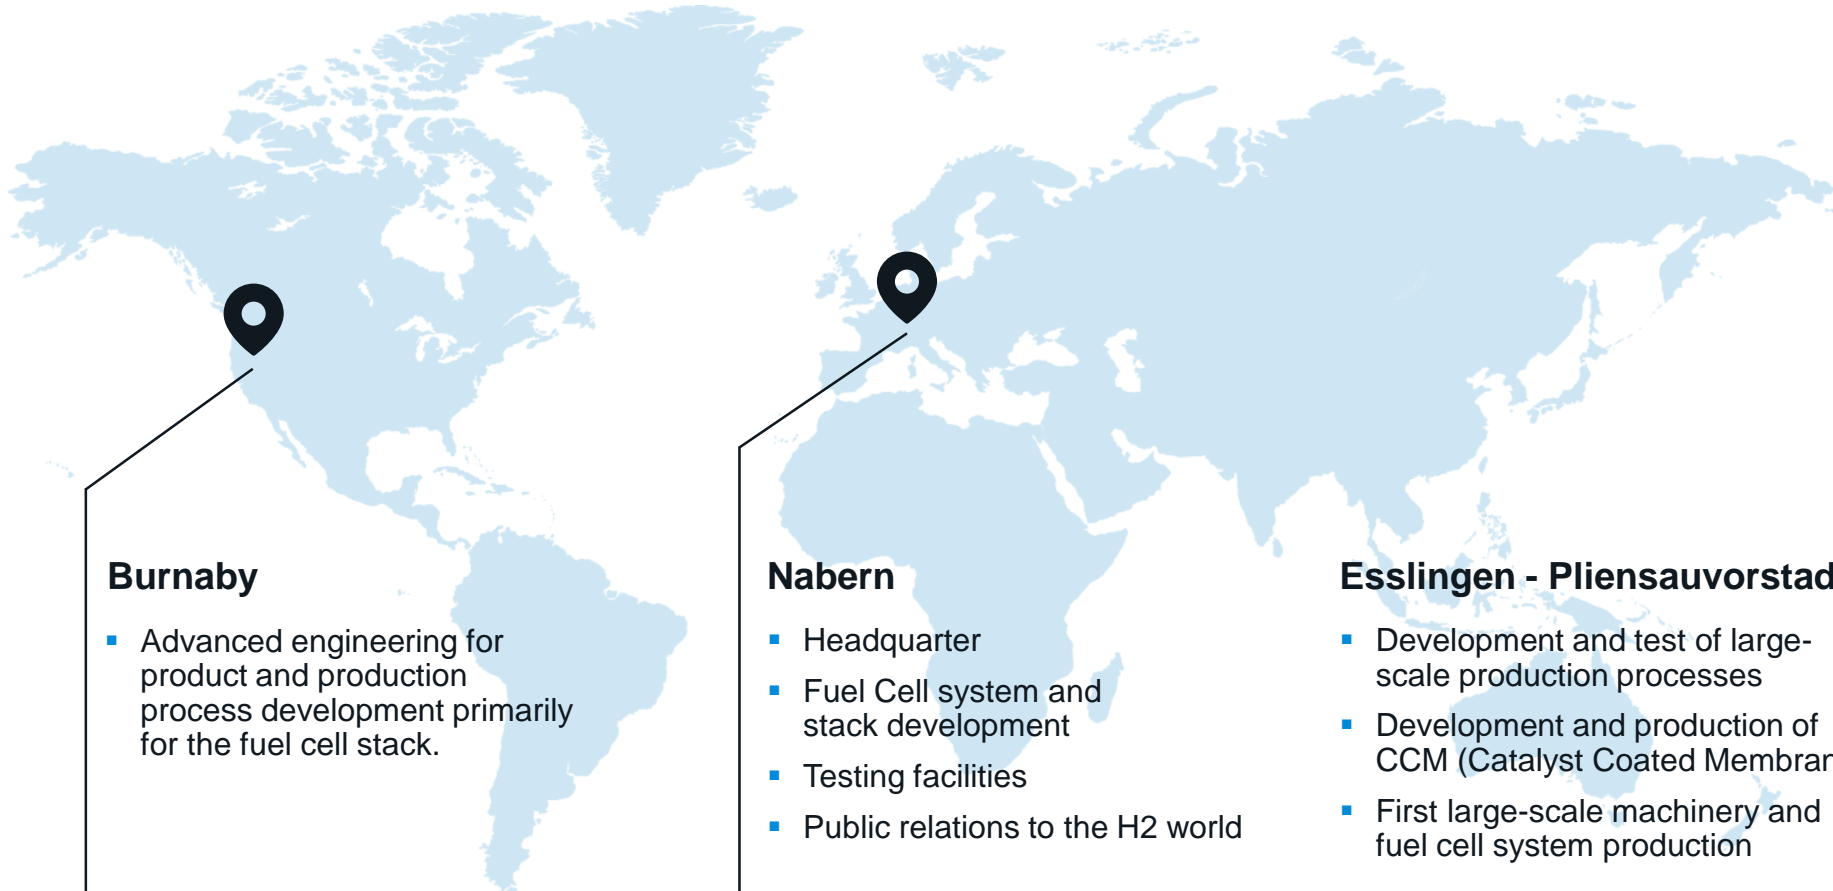 Burnaby
Advanced engineering for
product and production
process development primarily
for the fuel cell stack.
Nabern
Headquarter
Fuel Cell system and
stack development
Testing facilities
Public relations to the H2 world
Esslingen - Pliensauvorstad
Development and test of large-
scale production processes
Development and production of
CCM (Catalyst Coated Membran
First large-scale machinery and
fuel cell system production